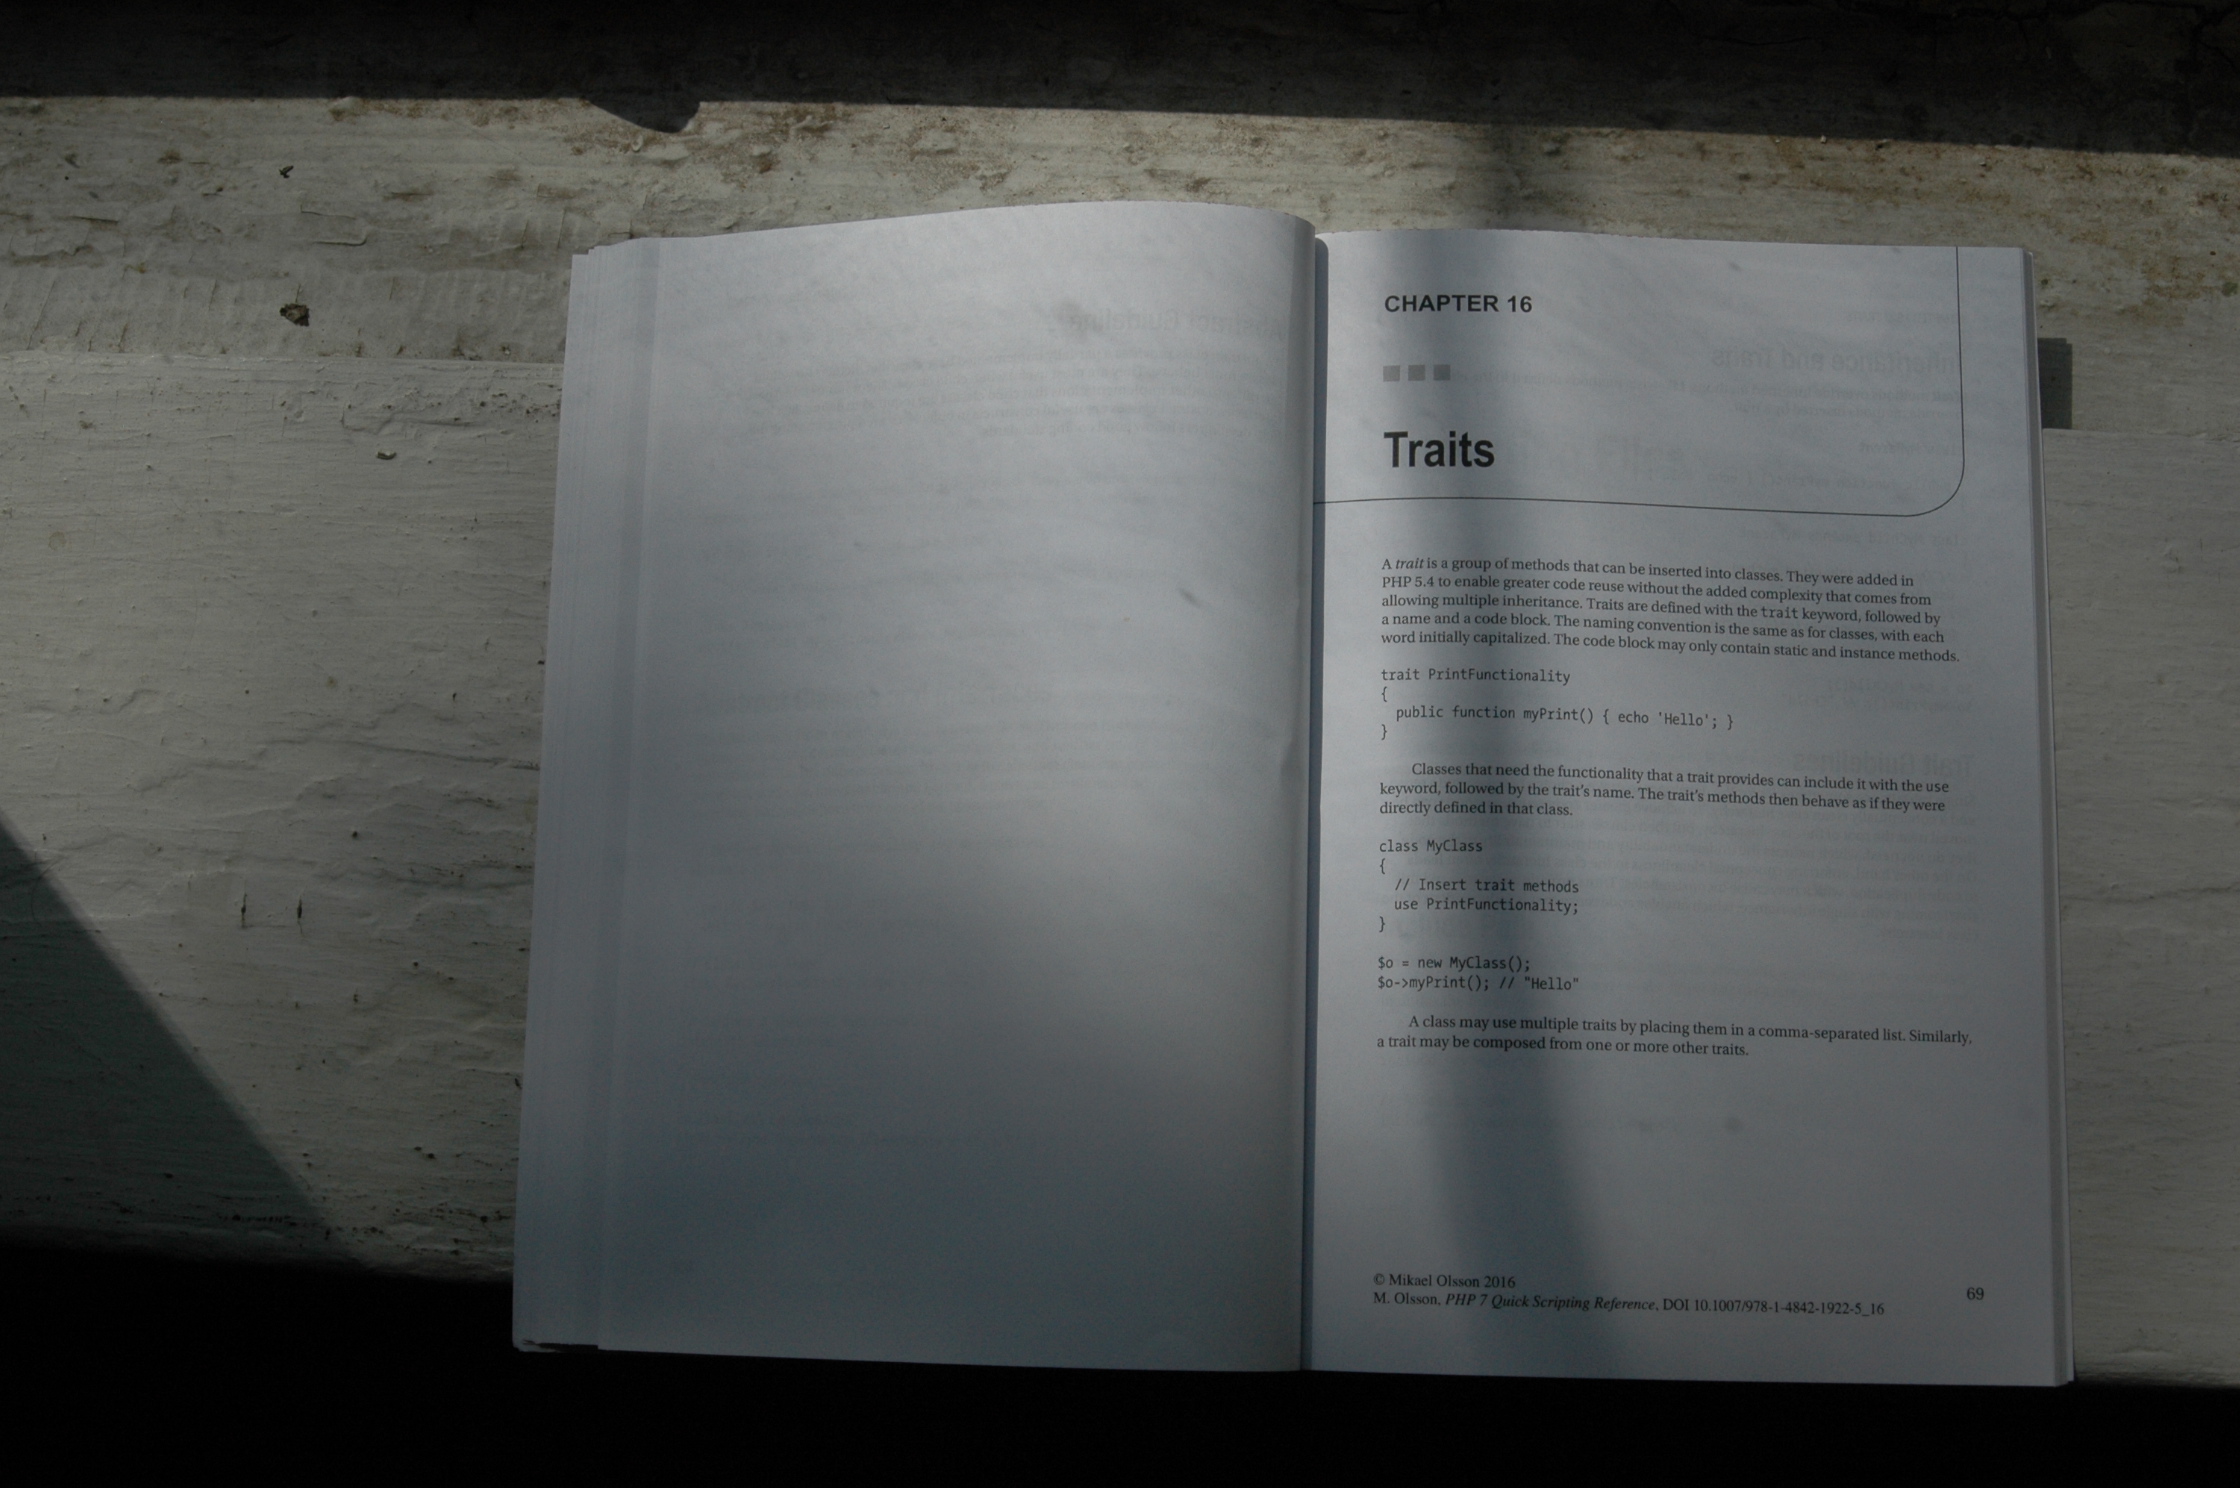 CHAPTER 16
Traits
A trait is a group of methods that can be inserted into classes. They were added in
PHP 5.4 to enable greater code reuse without the added complexity that comes from
allowing multiple inheritance. Traits are defined with the trait keyword, followed by
a name and a code block. The naming convention is the same as for classes, with each
word initially capitalized. The code block may only contain static and instance methods.
trait PrintFunctionality
{
  public function myPrint() { echo 'Hello'; }
}
Classes that need the functionality that a trait provides can include it with the use
keyword, followed by the trait's name. The trait's methods then behave as if they were
directly defined in that class.
class MyClass
{
  // Insert trait methods
  use PrintFunctionality;
}
$o = new MyClass();
$o->myPrint(); // "Hello"
A class may use multiple traits by placing them in a comma-separated list. Similarly,
a trait may be composed from one or more other traits.
© Mikael Olsson 2016
M. Olsson, PHP 7 Quick Scripting Reference, DOI 10.1007/978-1-4842-1922-5_16
69